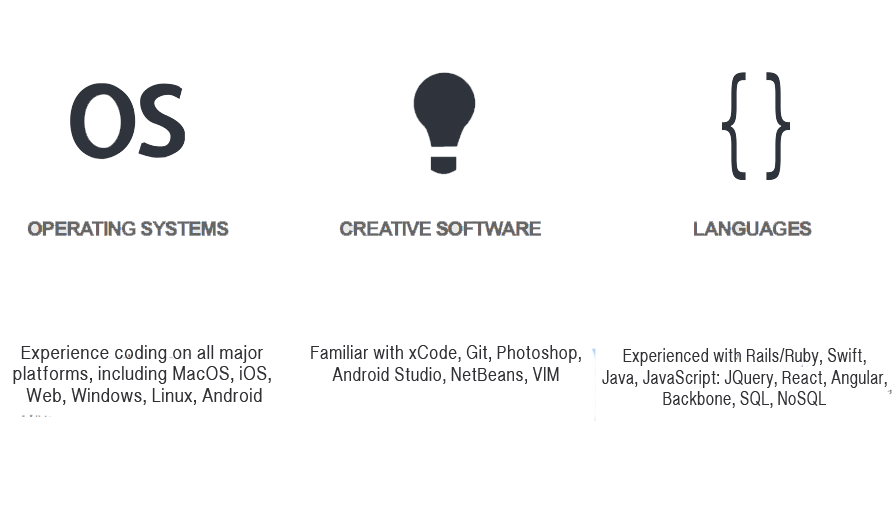 OS
{ }
OPERATING SYSTEMS
CREATIVE SOFTWARE
LANGUAGES
Experience coding on all major
platforms, including MacOS, iOS,
Web, Windows, Linux, Android
Familiar with xCode, Git, Photoshop,
Android Studio, NetBeans, VIM
Experienced with Rails/Ruby, Swift,
Java, JavaScript: JQuery, React, Angular,
Backbone, SQL, NoSQL